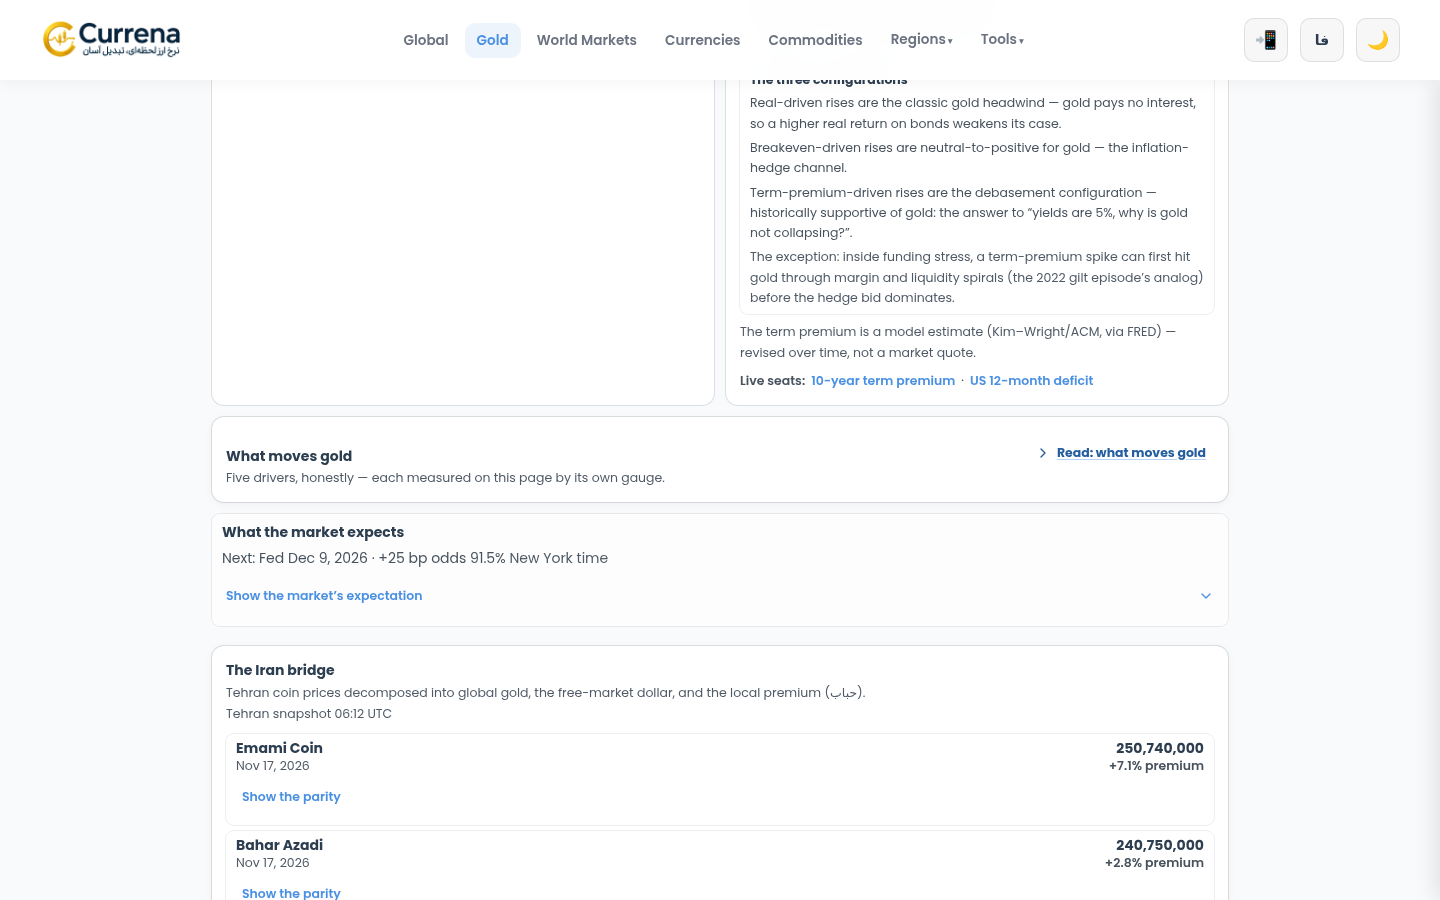 Currena
نرخ ارز لحظه‌ای، تبدیل آسان
Global
Gold
World Markets
Currencies
Commodities
Regions ▾
Tools ▾
فا
The three configurations
Real-driven rises are the classic gold headwind — gold pays no interest,
so a higher real return on bonds weakens its case.
Breakeven-driven rises are neutral-to-positive for gold — the inflation-
hedge channel.
Term-premium-driven rises are the debasement configuration —
historically supportive of gold: the answer to “yields are 5%, why is gold
not collapsing?”.
The exception: inside funding stress, a term-premium spike can first hit
gold through margin and liquidity spirals (the 2022 gilt episode’s analog)
before the hedge bid dominates.
The term premium is a model estimate (Kim–Wright/ACM, via FRED) —
revised over time, not a market quote.
Live seats: 10-year term premium · US 12-month deficit
What moves gold
Five drivers, honestly — each measured on this page by its own gauge.
Read: what moves gold
What the market expects
Next: Fed Dec 9, 2026 · +25 bp odds 91.5% New York time
Show the market’s expectation
The Iran bridge
Tehran coin prices decomposed into global gold, the free-market dollar, and the local premium (حباب).
Tehran snapshot 06:12 UTC
Emami Coin
250,740,000
Nov 17, 2026
+7.1% premium
Show the parity
Bahar Azadi
240,750,000
Nov 17, 2026
+2.8% premium
Show the parity